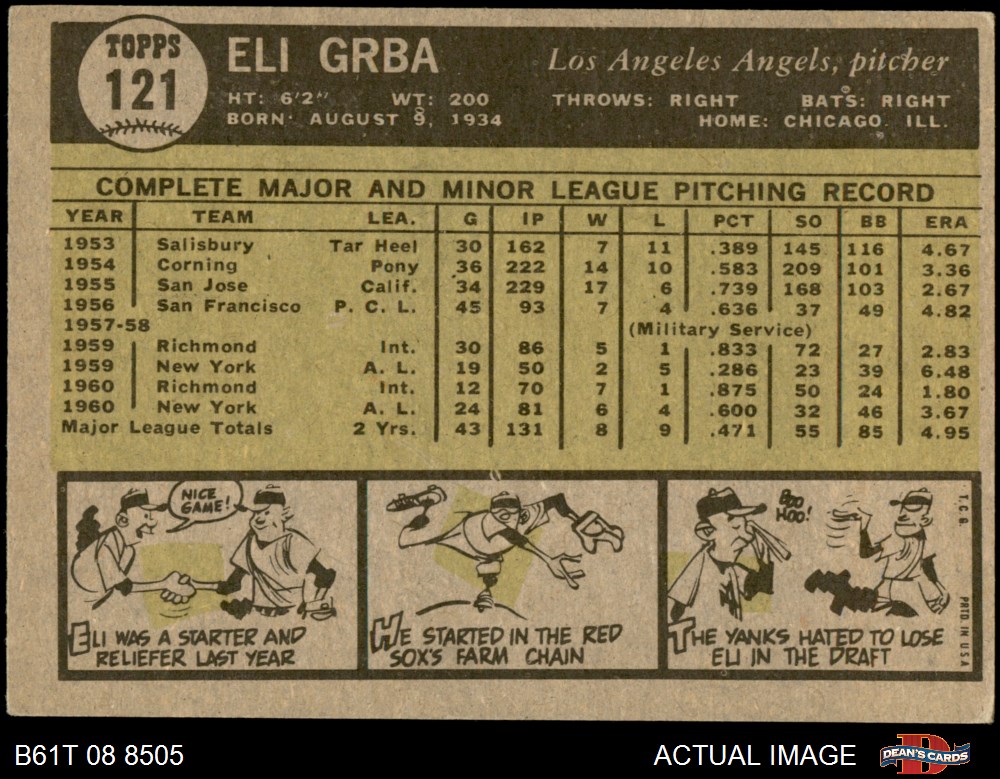 TOPPS
121
ELI GRBA
Los Angeles Angels, pitcher
HT: 6'2" WT: 200 THROWS: RIGHT BATS: RIGHT
BORN: AUGUST 9, 1934 HOME: CHICAGO ILL.
COMPLETE MAJOR AND MINOR LEAGUE PITCHING RECORD
YEAR TEAM LEA. G IP W L PCT SO BB ERA
1953 Salisbury Tar Heel 30 162 7 11 .389 145 116 4.67
1954 Corning Pony 36 222 14 10 .583 209 101 3.36
1955 San Jose Calif. 34 229 17 6 .739 168 103 2.67
1956 San Francisco P. C. L. 45 93 7 4 .636 37 49 4.82
1957-58 (Military Service)
1959 Richmond Int. 30 86 5 1 .833 72 27 2.83
1959 New York A. L. 19 50 2 5 .286 23 39 6.48
1960 Richmond Int. 12 70 7 1 .875 50 24 1.80
1960 New York A. L. 24 81 6 4 .600 32 46 3.67
Major League Totals 2 Yrs. 43 131 8 9 .471 55 85 4.95
NICE
GAME!
ELI WAS A STARTER AND
RELIEFER LAST YEAR
HE STARTED IN THE RED
SOX'S FARM CHAIN
BOO
HOO!
THE YANKS HATED TO LOSE
ELI IN THE DRAFT
T.C.G.
PRTD. IN U.S.A.
B61T 08 8505
ACTUAL IMAGE
D
DEAN'S CARDS